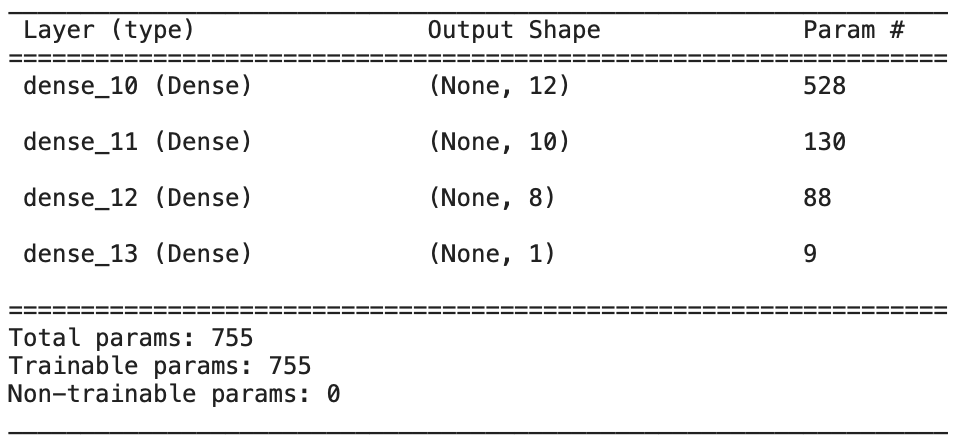 Layer (type) Output Shape Param #
dense_10 (Dense) (None, 12) 528
dense_11 (Dense) (None, 10) 130
dense_12 (Dense) (None, 8) 88
dense_13 (Dense) (None, 1) 9
Total params: 755
Trainable params: 755
Non-trainable params: 0